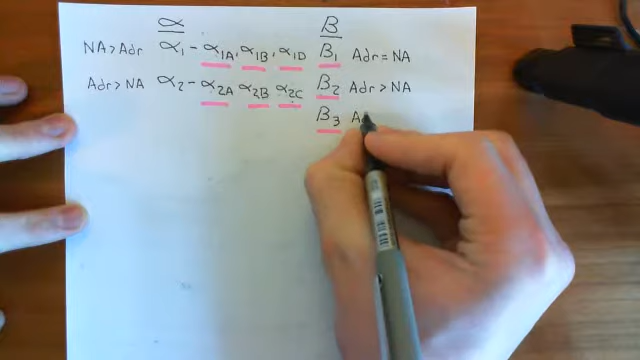 α β
NA > Adr α₁ – α₁A, α₁B, α₁D β₁ Adr = NA
Adr > NA α₂ – α₂A α₂B α₂C β₂ Adr > NA
β₃ A